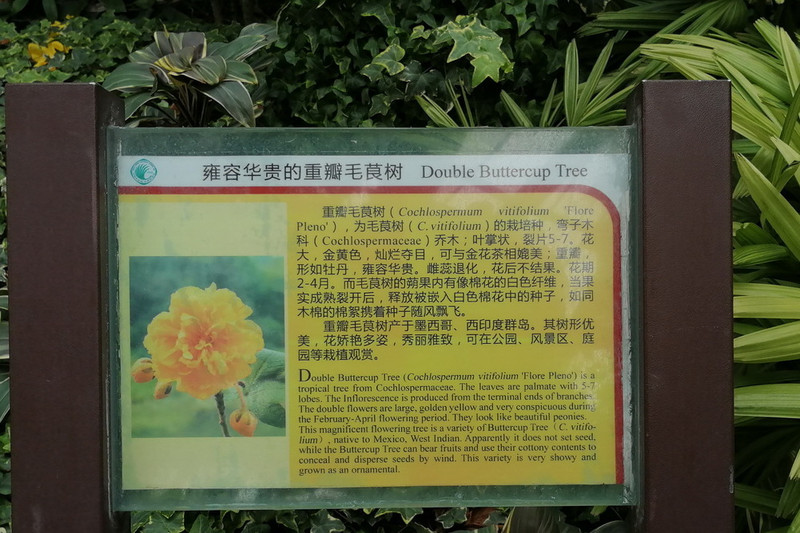 雍容华贵的重瓣毛茛树 Double Buttercup Tree
重瓣毛茛树（Cochlospermum vitifolium 'Flore
Pleno'），为毛茛树（C. vitifolium）的栽培种，弯子木
科（Cochlospermaceae）乔木；叶掌状，裂片5-7。花
大，金黄色，灿烂夺目，可与金花茶相媲美；重瓣，
形如牡丹，雍容华贵。雌蕊退化，花后不结果。花期
2-4月。而毛茛树的蒴果内有像棉花的白色纤维，当果
实成熟裂开后，释放被嵌入白色棉花中的种子，如同
木棉的棉絮携着种子随风飘飞。
重瓣毛茛树产于墨西哥、西印度群岛。其树形优
美，花娇艳多姿，秀丽雅致，可在公园、风景区、庭
园等栽植观赏。
Double Buttercup Tree (Cochlospermum vitifolium 'Flore Pleno') is a
tropical tree from Cochlospermaceae. The leaves are palmate with 5-7
lobes. The Inflorescence is produced from the terminal ends of branches.
The double flowers are large, golden yellow and very conspicuous during
the February-April flowering period. They look like beautiful peonies.
This magnificent flowering tree is a variety of Buttercup Tree（C. vitifo-
lium）, native to Mexico, West Indian. Apparently it does not set seed,
while the Buttercup Tree can bear fruits and use their cottony contents to
conceal and disperse seeds by wind. This variety is very showy and
grown as an ornamental.